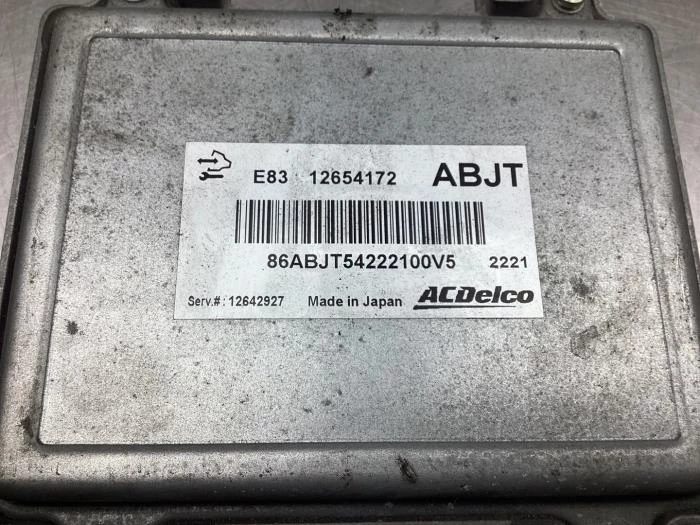 E83 12654172 ABJT
86ABJT54222100V5 2221
Serv.#: 12642927 Made in Japan ACDelco